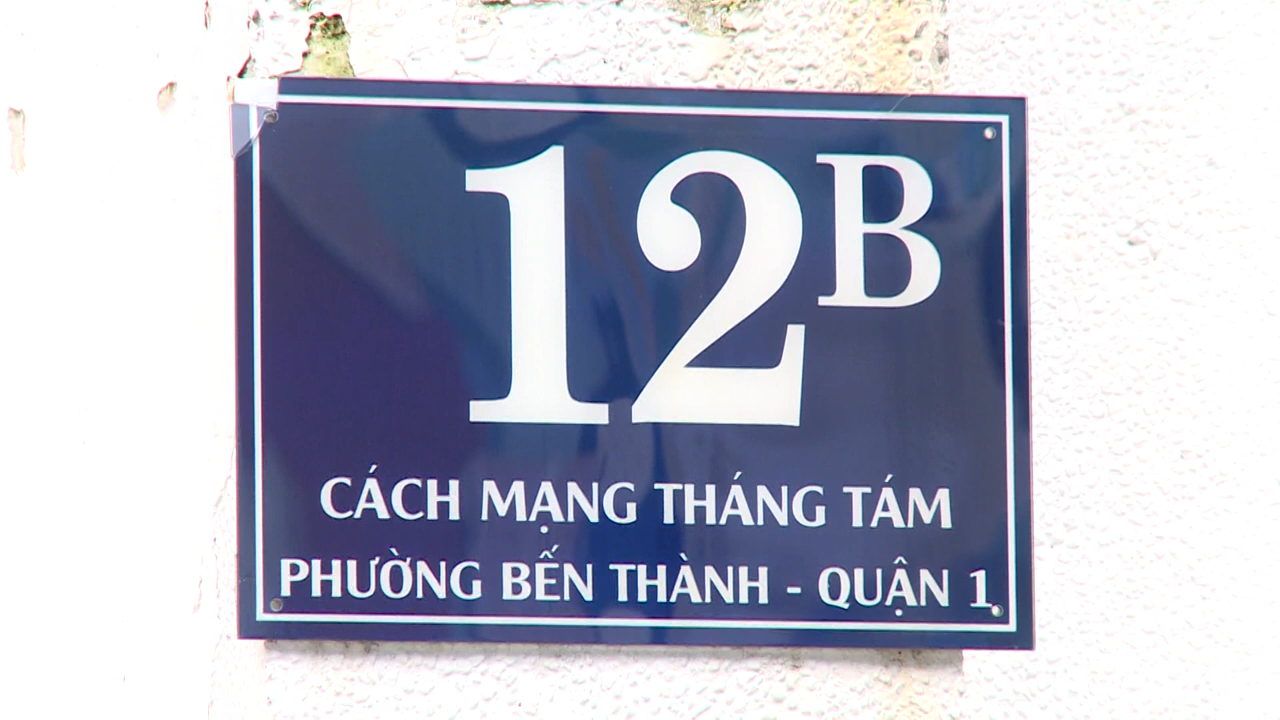 12B
CÁCH MẠNG THÁNG TÁM
PHƯỜNG BẾN THÀNH - QUẬN 1